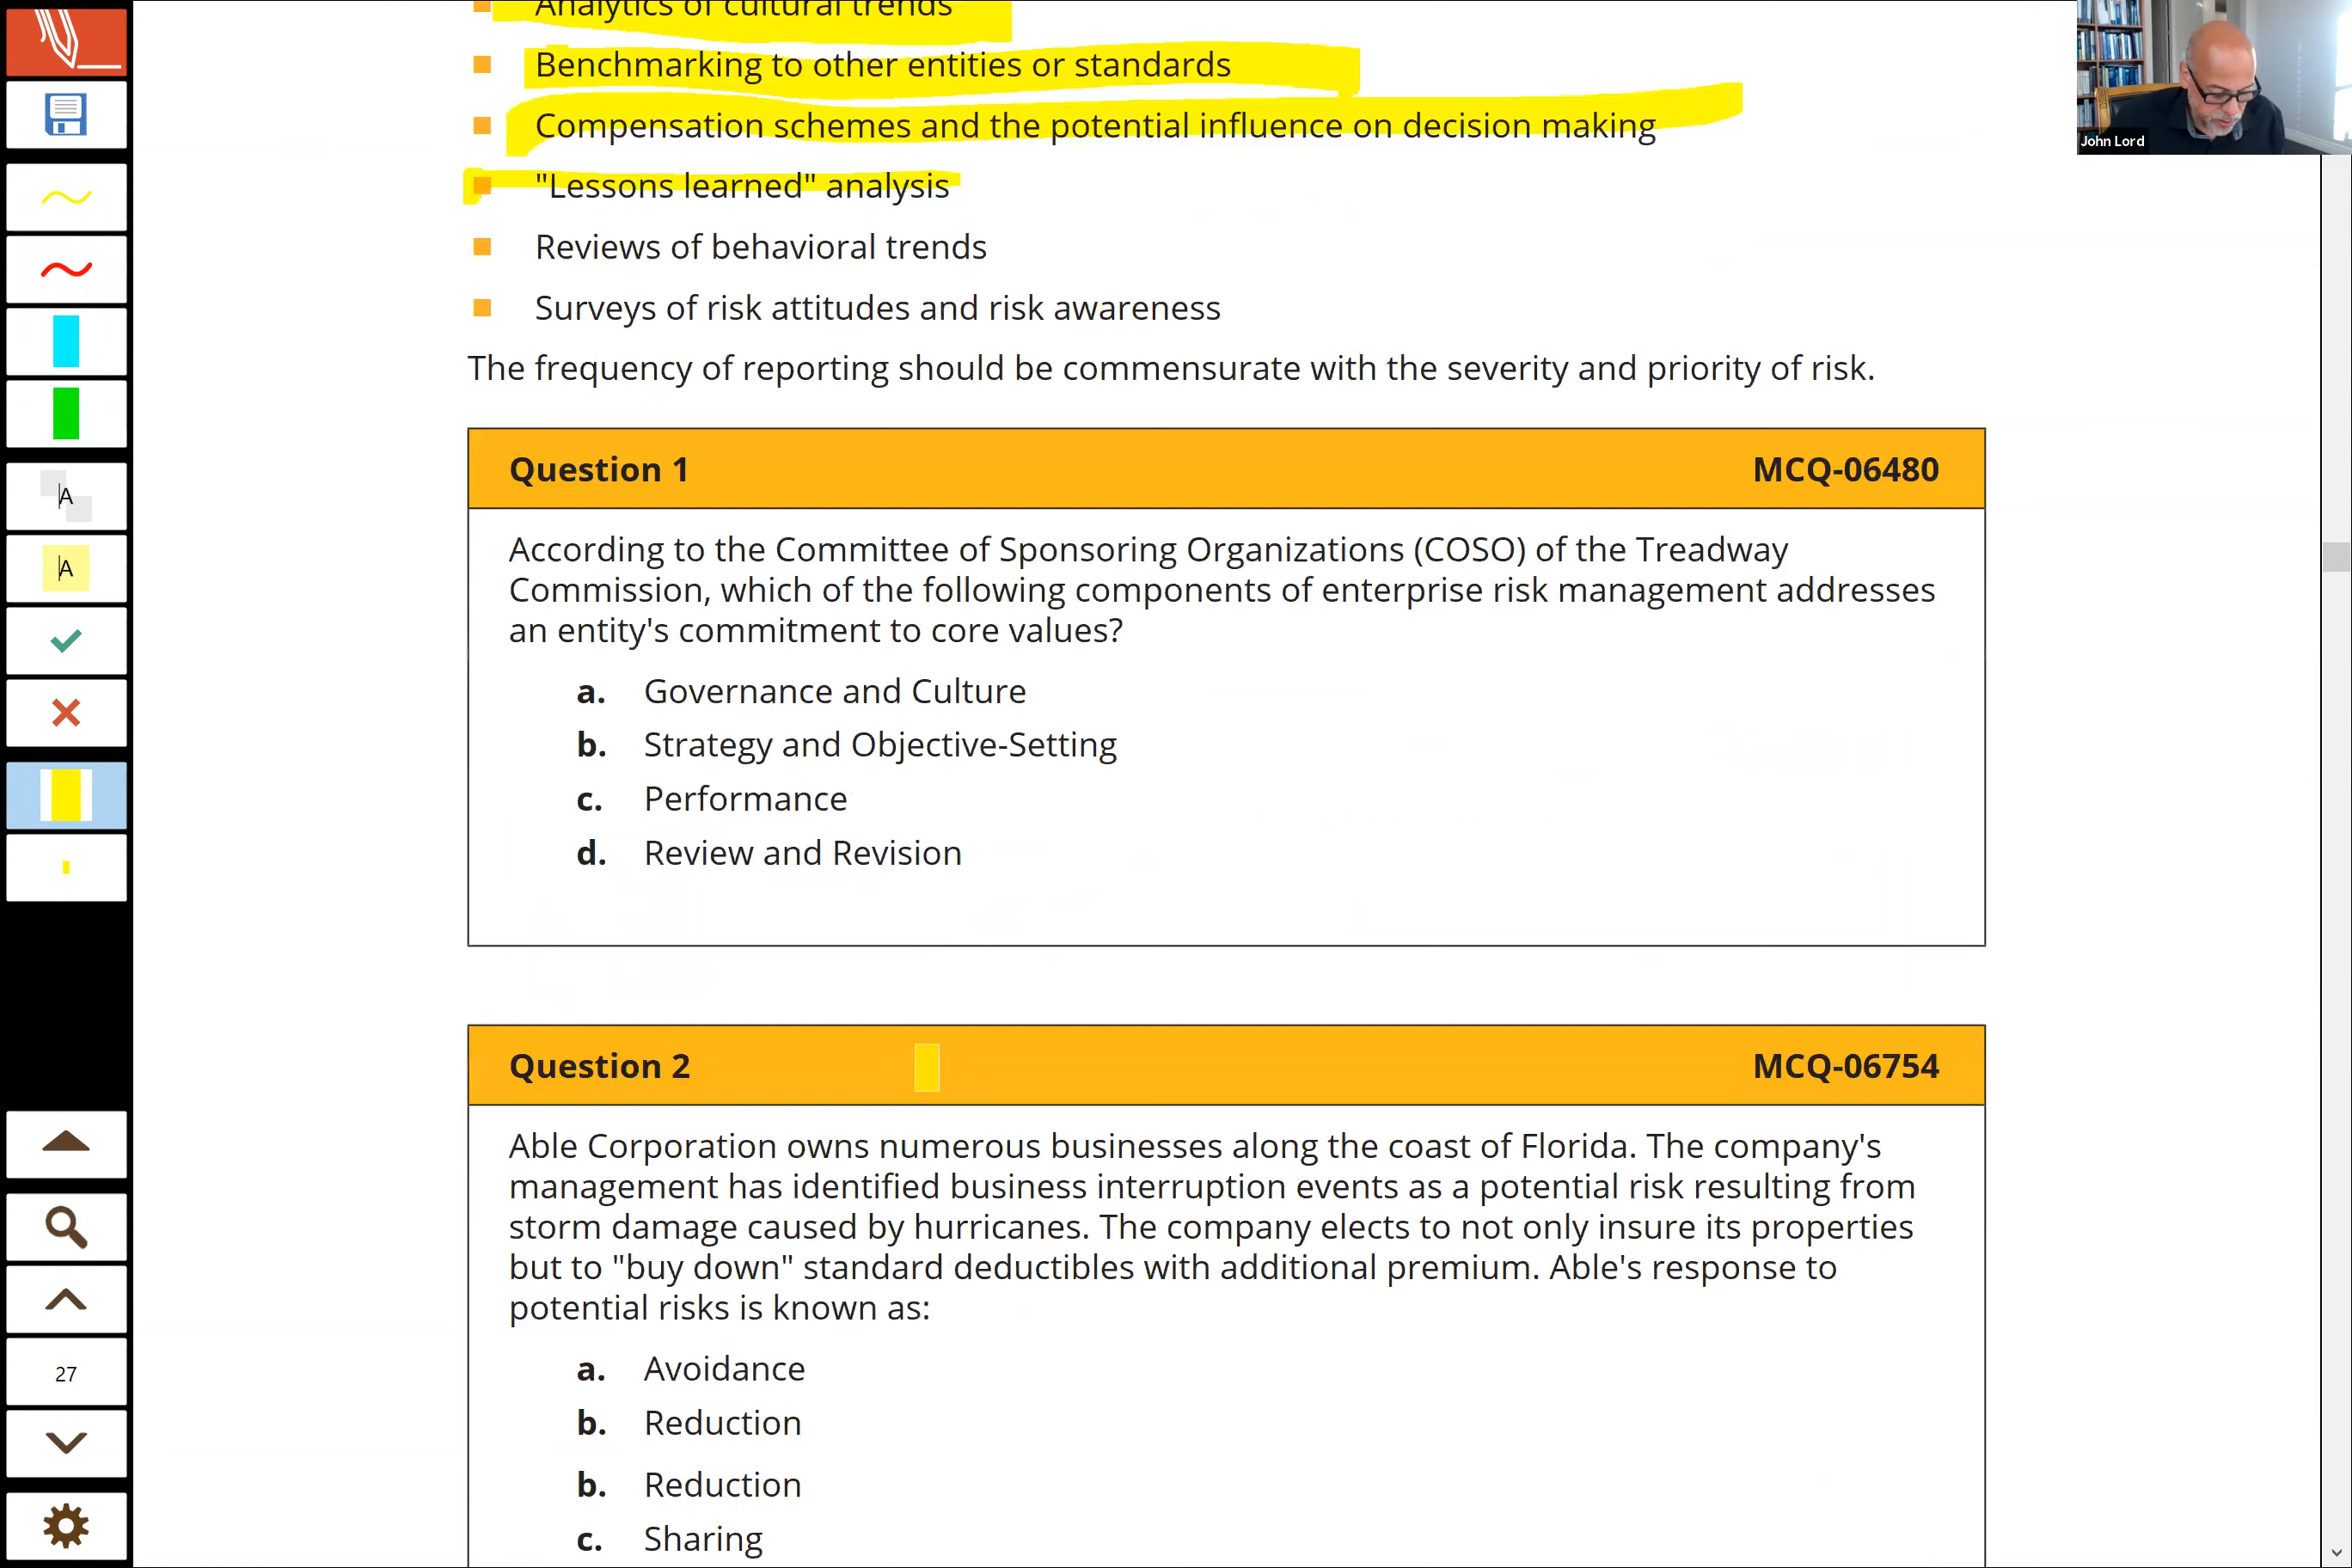 Analytics of cultural trends
Benchmarking to other entities or standards
Compensation schemes and the potential influence on decision making
"Lessons learned" analysis
Reviews of behavioral trends
Surveys of risk attitudes and risk awareness
The frequency of reporting should be commensurate with the severity and priority of risk.
Question 1 MCQ-06480
According to the Committee of Sponsoring Organizations (COSO) of the Treadway
Commission, which of the following components of enterprise risk management addresses
an entity's commitment to core values?
a. Governance and Culture
b. Strategy and Objective-Setting
c. Performance
d. Review and Revision
Question 2 MCQ-06754
Able Corporation owns numerous businesses along the coast of Florida. The company's
management has identified business interruption events as a potential risk resulting from
storm damage caused by hurricanes. The company elects to not only insure its properties
but to "buy down" standard deductibles with additional premium. Able's response to
potential risks is known as:
a. Avoidance
b. Reduction
b. Reduction
c. Sharing
John Lord
A
A
27